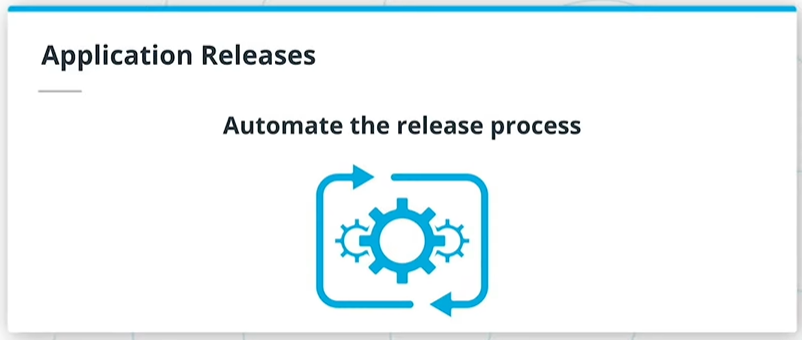 Application Releases
Automate the release process